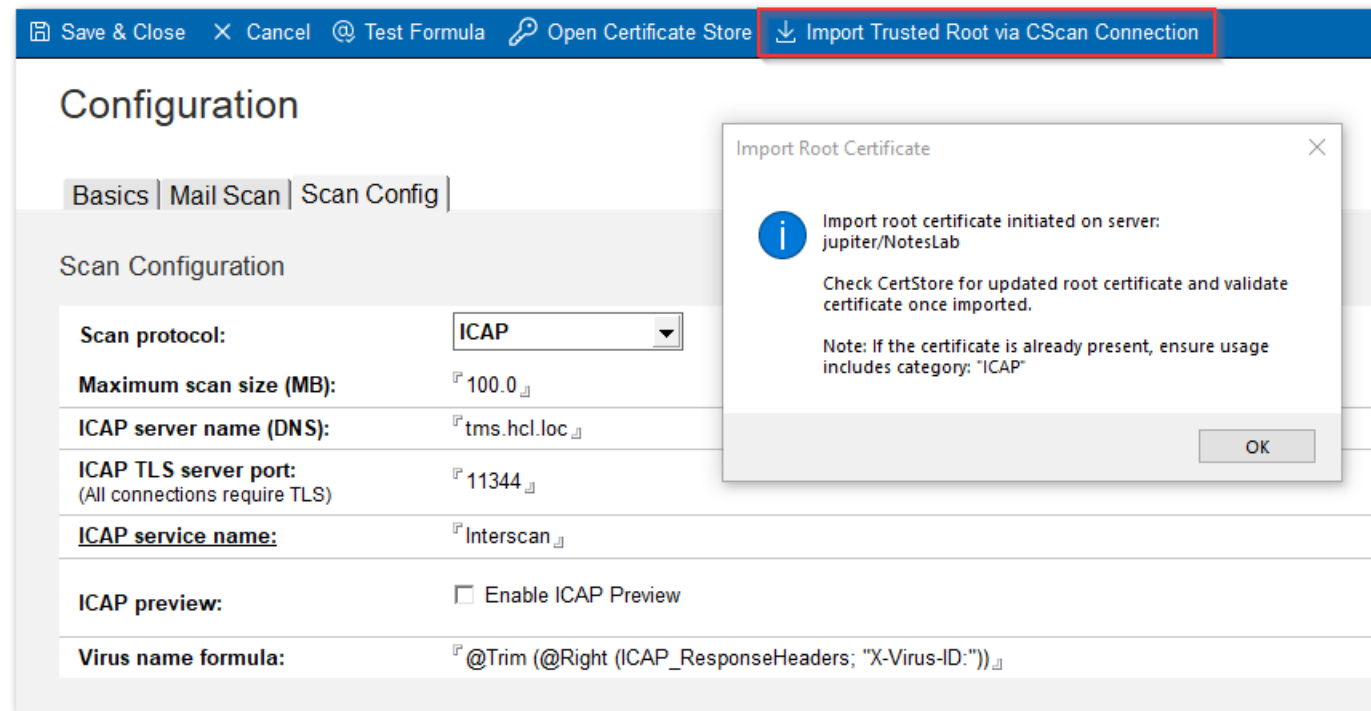 Save & Close Cancel @ Test Formula Open Certificate Store Import Trusted Root via CScan Connection
Configuration
Basics Mail Scan Scan Config
Scan Configuration
Scan protocol: ICAP
Maximum scan size (MB): 100.0
ICAP server name (DNS): tms.hcl.loc
ICAP TLS server port: 11344
(All connections require TLS)
ICAP service name: Interscan
ICAP preview: Enable ICAP Preview
Virus name formula: @Trim (@Right (ICAP_ResponseHeaders; "X-Virus-ID:"))
Import Root Certificate
Import root certificate initiated on server:
jupiter/NotesLab
Check CertStore for updated root certificate and validate
certificate once imported.
Note: If the certificate is already present, ensure usage
includes category: "ICAP"
OK